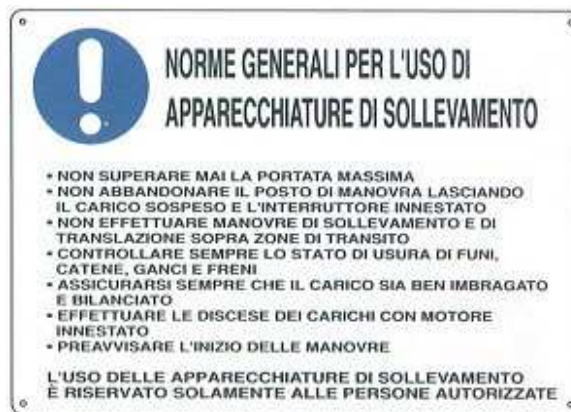 NORME GENERALI PER L'USO DI
APPARECCHIATURE DI SOLLEVAMENTO
• NON SUPERARE MAI LA PORTATA MASSIMA
• NON ABBANDONARE IL POSTO DI MANOVRA LASCIANDO
IL CARICO SOSPESO E L'INTERRUTTORE INNESTATO
• NON EFFETTUARE MANOVRE DI SOLLEVAMENTO E DI
TRANSLAZIONE SOPRA ZONE DI TRANSITO
• CONTROLLARE SEMPRE LO STATO DI USURA DI FUNI,
CATENE, GANCI E FRENI
• ASSICURARSI SEMPRE CHE IL CARICO SIA BEN IMBRAGATO
E BILANCIATO
• EFFETTUARE LE DISCESE DEI CARICHI CON MOTORE
INNESTATO
• PREAVVISARE L'INIZIO DELLE MANOVRE
L'USO DELLE APPARECCHIATURE DI SOLLEVAMENTO
È RISERVATO SOLAMENTE ALLE PERSONE AUTORIZZATE